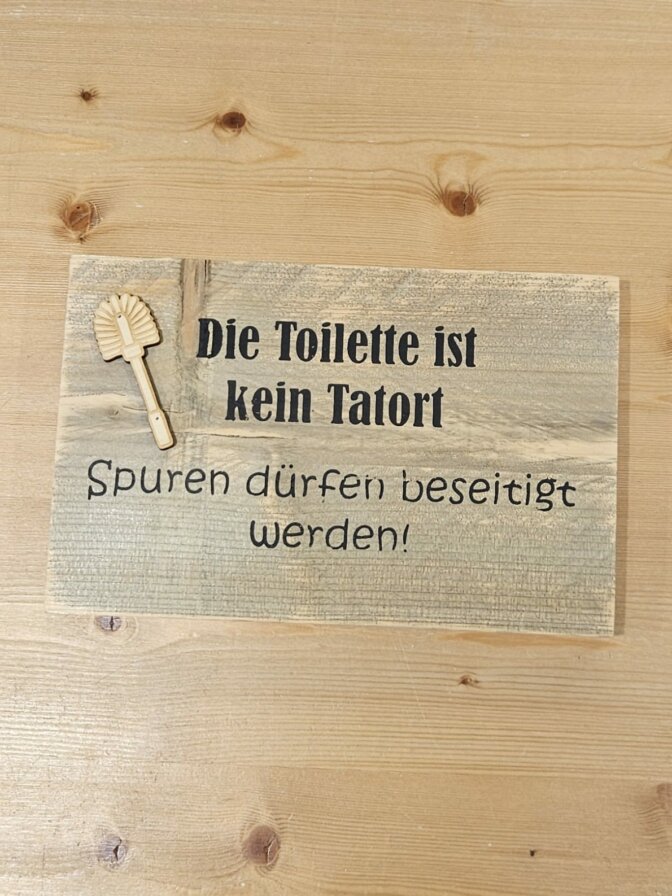 Die Toilette ist
kein Tatort
Spuren dürfen beseitigt
werden!